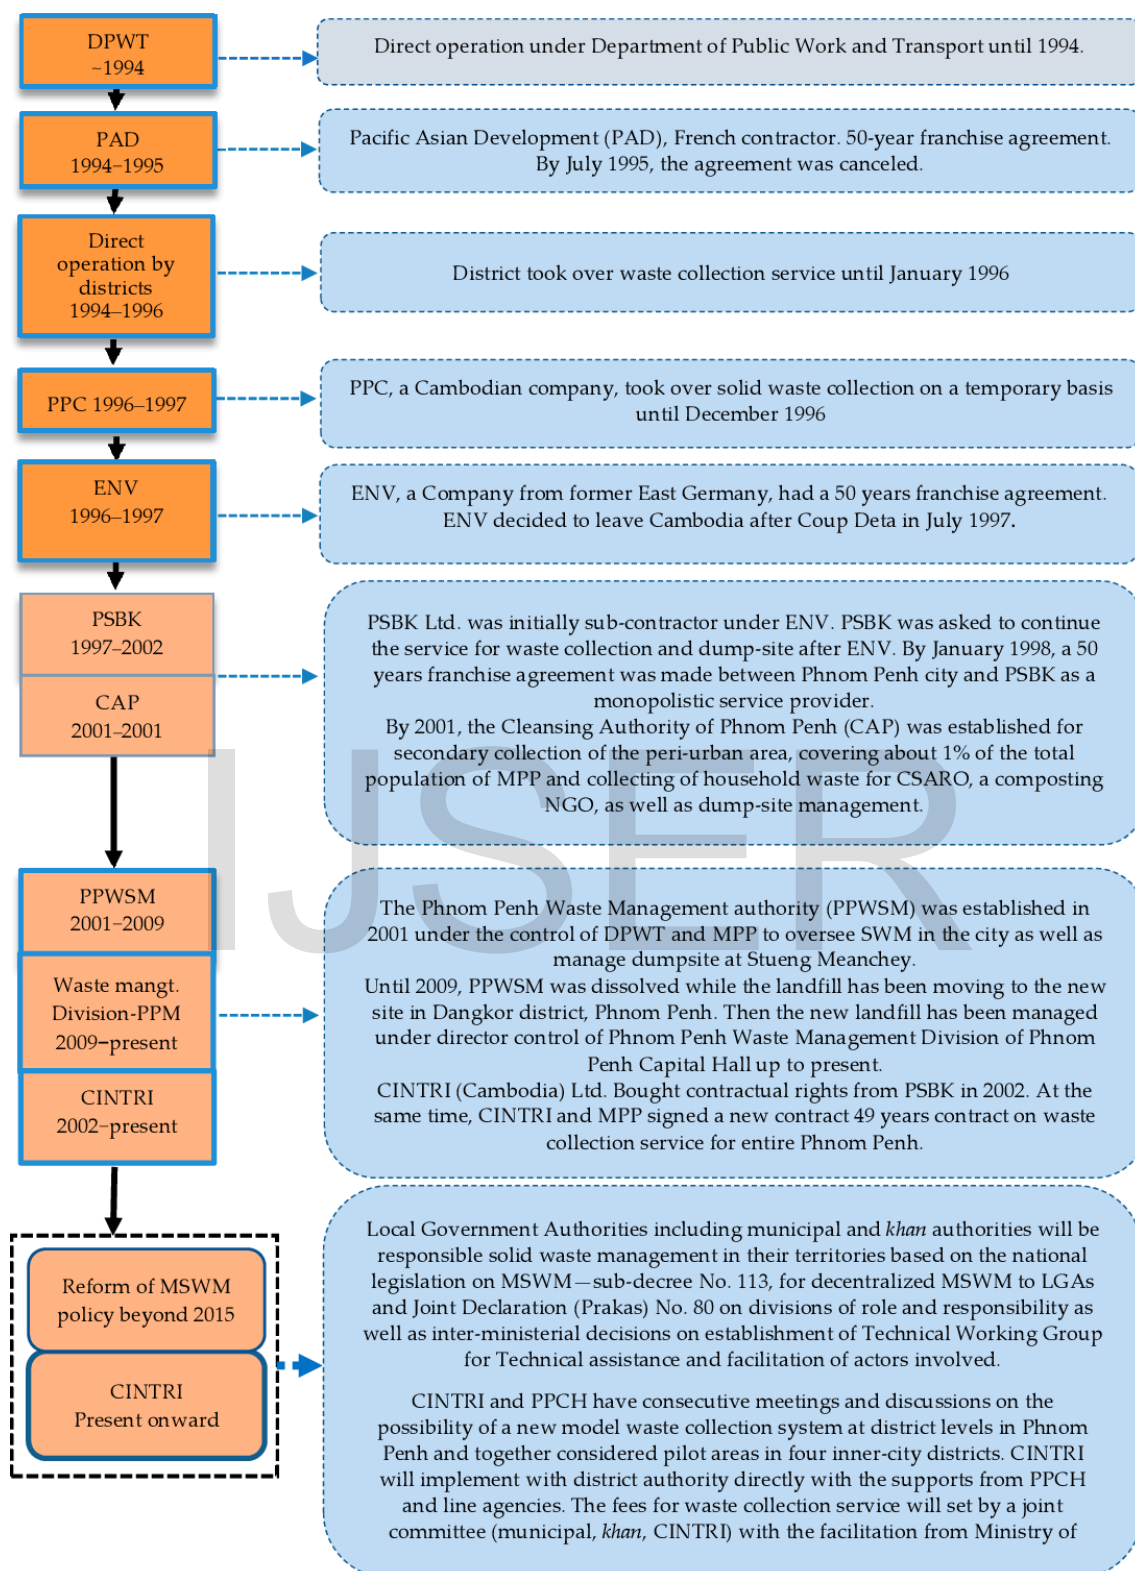 DPWT
~1994
Direct operation under Department of Public Work and Transport until 1994.
PAD
1994–1995
Pacific Asian Development (PAD), French contractor. 50-year franchise agreement.
By July 1995, the agreement was canceled.
Direct
operation by
districts
1994–1996
District took over waste collection service until January 1996
PPC 1996–1997
PPC, a Cambodian company, took over solid waste collection on a temporary basis
until December 1996
ENV
1996–1997
ENV, a Company from former East Germany, had a 50 years franchise agreement.
ENV decided to leave Cambodia after Coup Deta in July 1997.
PSBK
1997–2002
CAP
2001–2001
PSBK Ltd. was initially sub-contractor under ENV. PSBK was asked to continue
the service for waste collection and dump-site after ENV. By January 1998, a 50
years franchise agreement was made between Phnom Penh city and PSBK as a
monopolistic service provider.
By 2001, the Cleansing Authority of Phnom Penh (CAP) was established for
secondary collection of the peri-urban area, covering about 1% of the total
population of MPP and collecting of household waste for CSARO, a composting
NGO, as well as dump-site management.
IJSER
PPWSM
2001–2009
Waste mangt.
Division-PPM
2009–present
CINTRI
2002–present
The Phnom Penh Waste Management authority (PPWSM) was established in
2001 under the control of DPWT and MPP to oversee SWM in the city as well as
manage dumpsite at Stueng Meanchey.
Until 2009, PPWSM was dissolved while the landfill has been moving to the new
site in Dangkor district, Phnom Penh. Then the new landfill has been managed
under director control of Phnom Penh Waste Management Division of Phnom
Penh Capital Hall up to present.
CINTRI (Cambodia) Ltd. Bought contractual rights from PSBK in 2002. At the
same time, CINTRI and MPP signed a new contract 49 years contract on waste
collection service for entire Phnom Penh.
Reform of MSWM
policy beyond 2015
CINTRI
Present onward
Local Government Authorities including municipal and khan authorities will be
responsible solid waste management in their territories based on the national
legislation on MSWM—sub-decree No. 113, for decentralized MSWM to LGAs
and Joint Declaration (Prakas) No. 80 on divisions of role and responsibility as
well as inter-ministerial decisions on establishment of Technical Working Group
for Technical assistance and facilitation of actors involved.
CINTRI and PPCH have consecutive meetings and discussions on the
possibility of a new model waste collection system at district levels in Phnom
Penh and together considered pilot areas in four inner-city districts. CINTRI
will implement with district authority directly with the supports from PPCH
and line agencies. The fees for waste collection service will set by a joint
committee (municipal, khan, CINTRI) with the facilitation from Ministry of